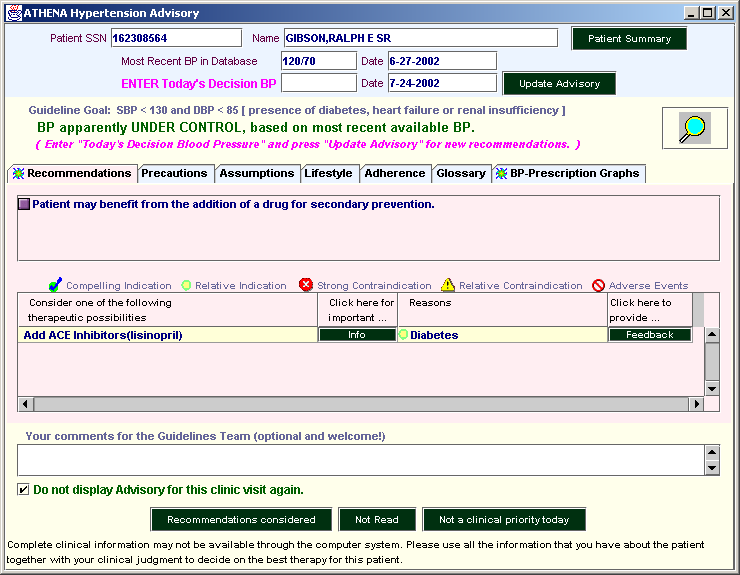 ATHENA Hypertension Advisory
Patient SSN 162308564 Name GIBSON,RALPH E SR Patient Summary
Most Recent BP in Database 120/70 Date 6-27-2002
ENTER Today's Decision BP Date 7-24-2002 Update Advisory
Guideline Goal: SBP < 130 and DBP < 85 [ presence of diabetes, heart failure or renal insufficiency ]
BP apparently UNDER CONTROL, based on most recent available BP.
( Enter "Today's Decision Blood Pressure" and press "Update Advisory" for new recommendations. )
Recommendations Precautions Assumptions Lifestyle Adherence Glossary BP-Prescription Graphs
Patient may benefit from the addition of a drug for secondary prevention.
Compelling Indication Relative Indication Strong Contraindication Relative Contraindication Adverse Events
Consider one of the following Click here for Reasons Click here to
therapeutic possibilities important ... provide ...
Add ACE Inhibitors(lisinopril) Info Diabetes Feedback
Your comments for the Guidelines Team (optional and welcome!)
Do not display Advisory for this clinic visit again.
Recommendations considered Not Read Not a clinical priority today
Complete clinical information may not be available through the computer system. Please use all the information that you have about the patient
together with your clinical judgment to decide on the best therapy for this patient.